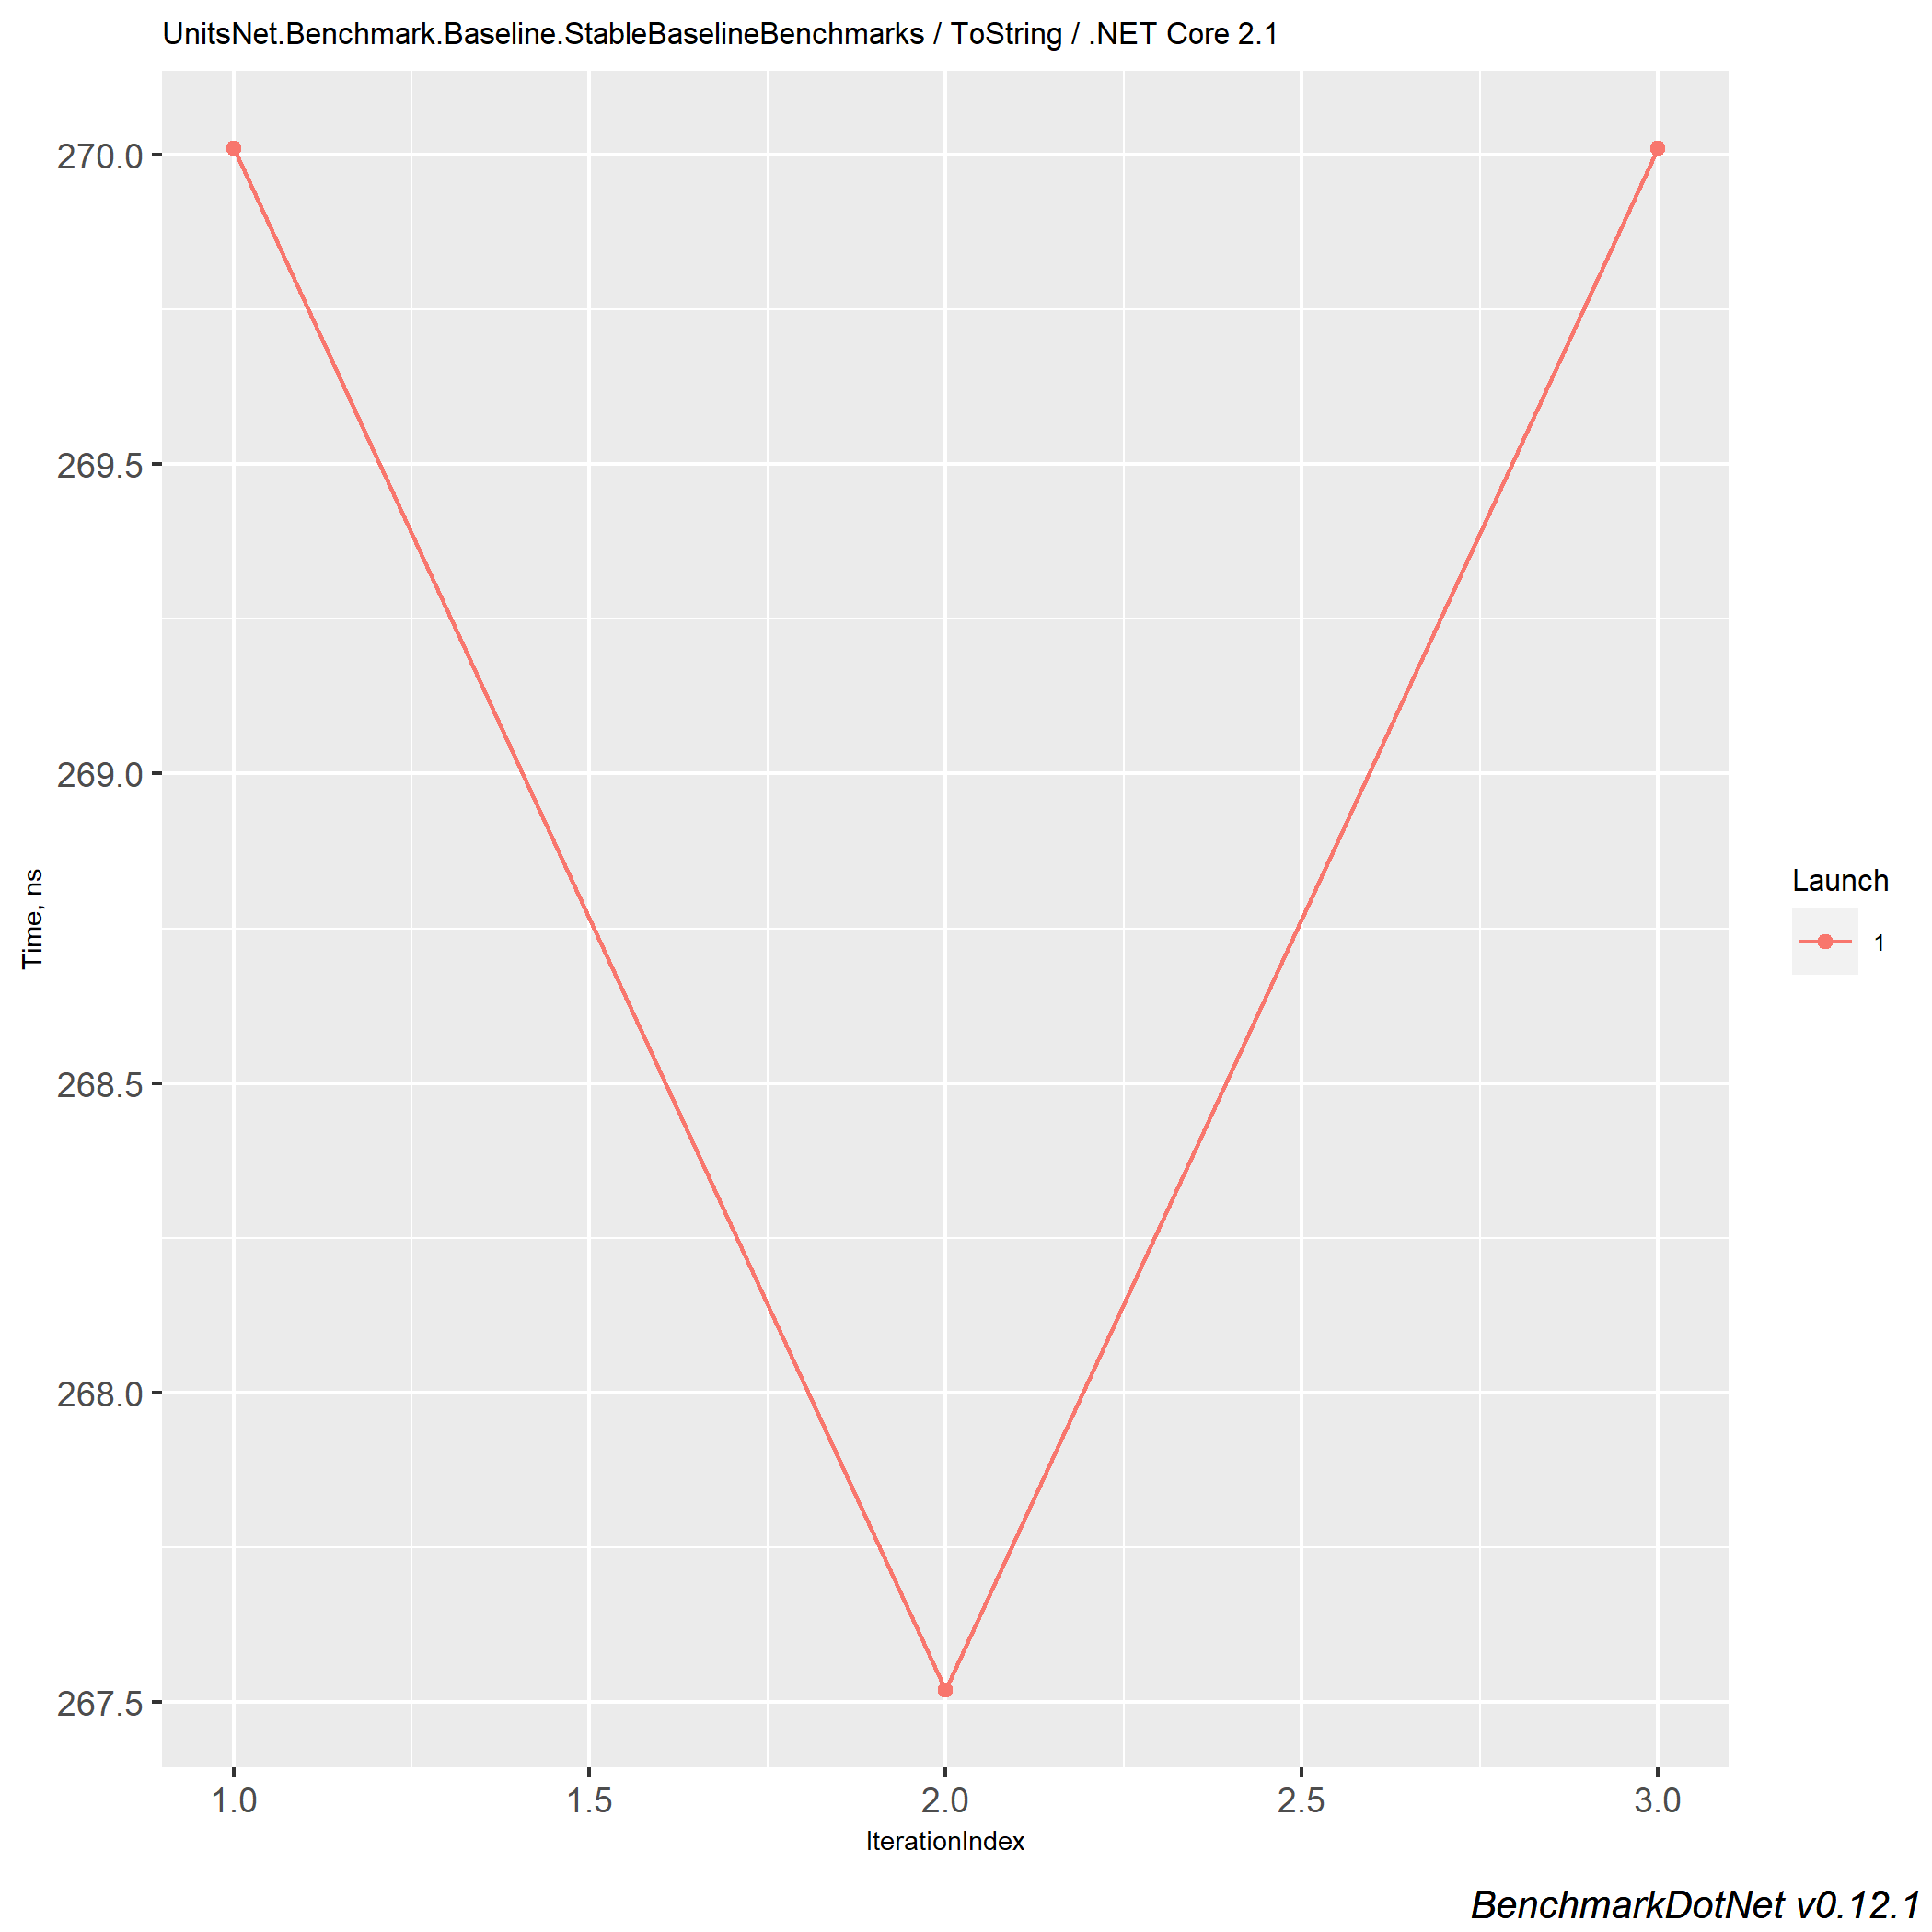 UnitsNet.Benchmark.Baseline.StableBaselineBenchmarks / ToString / .NET Core 2.1
270.0
269.5
269.0
268.5
268.0
267.5
Time, ns
1.0 1.5 2.0 2.5 3.0
IterationIndex
Launch
1
BenchmarkDotNet v0.12.1